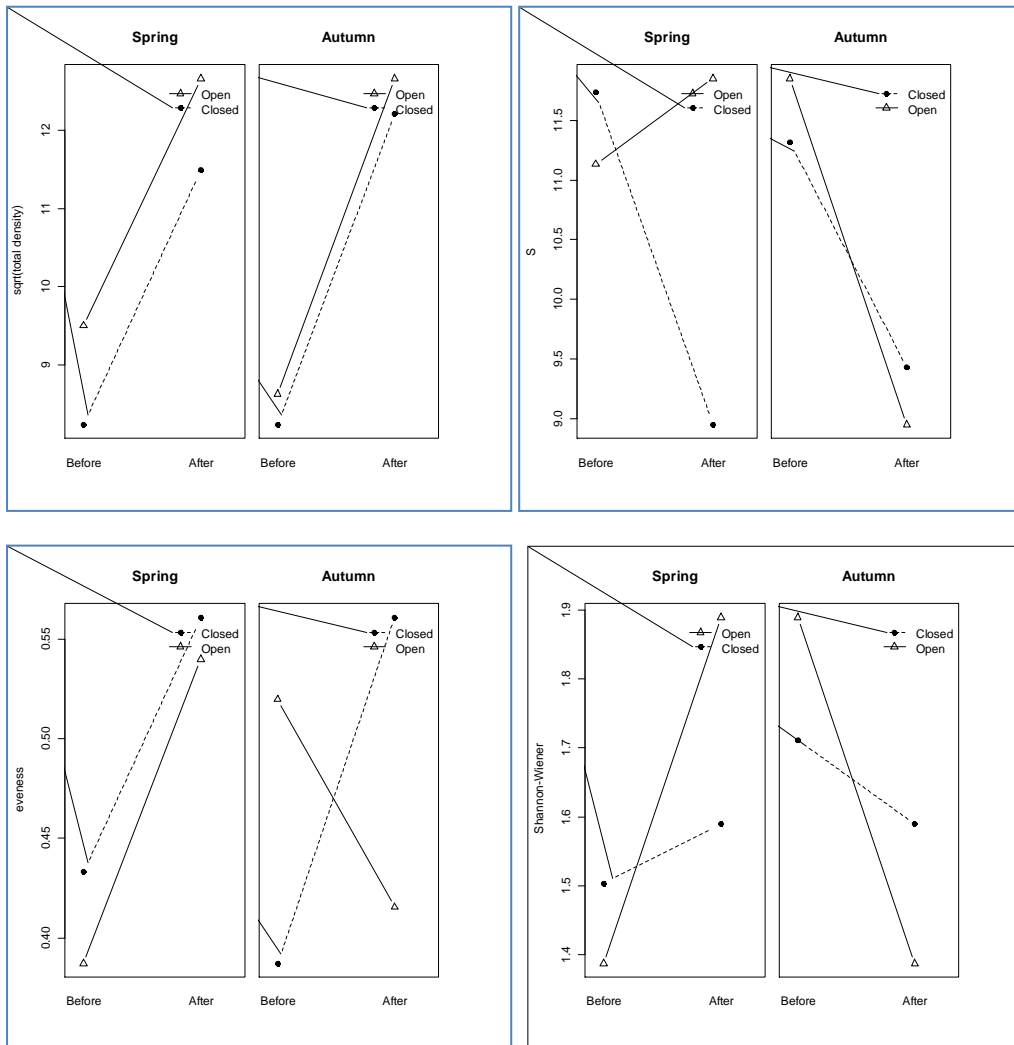 Spring Autumn
Open
Closed
Open
Closed
sqrt(total density)
12
11
10
9
Before After Before After
Spring Autumn
Open
Closed
Closed
Open
S
11.5
11.0
10.5
10.0
9.5
9.0
Before After Before After
Spring Autumn
Closed
Open
Closed
Open
eveness
0.55
0.50
0.45
0.40
Before After Before After
Spring Autumn
Open
Closed
Closed
Open
Shannon-Wiener
1.9
1.8
1.7
1.6
1.5
1.4
Before After Before After